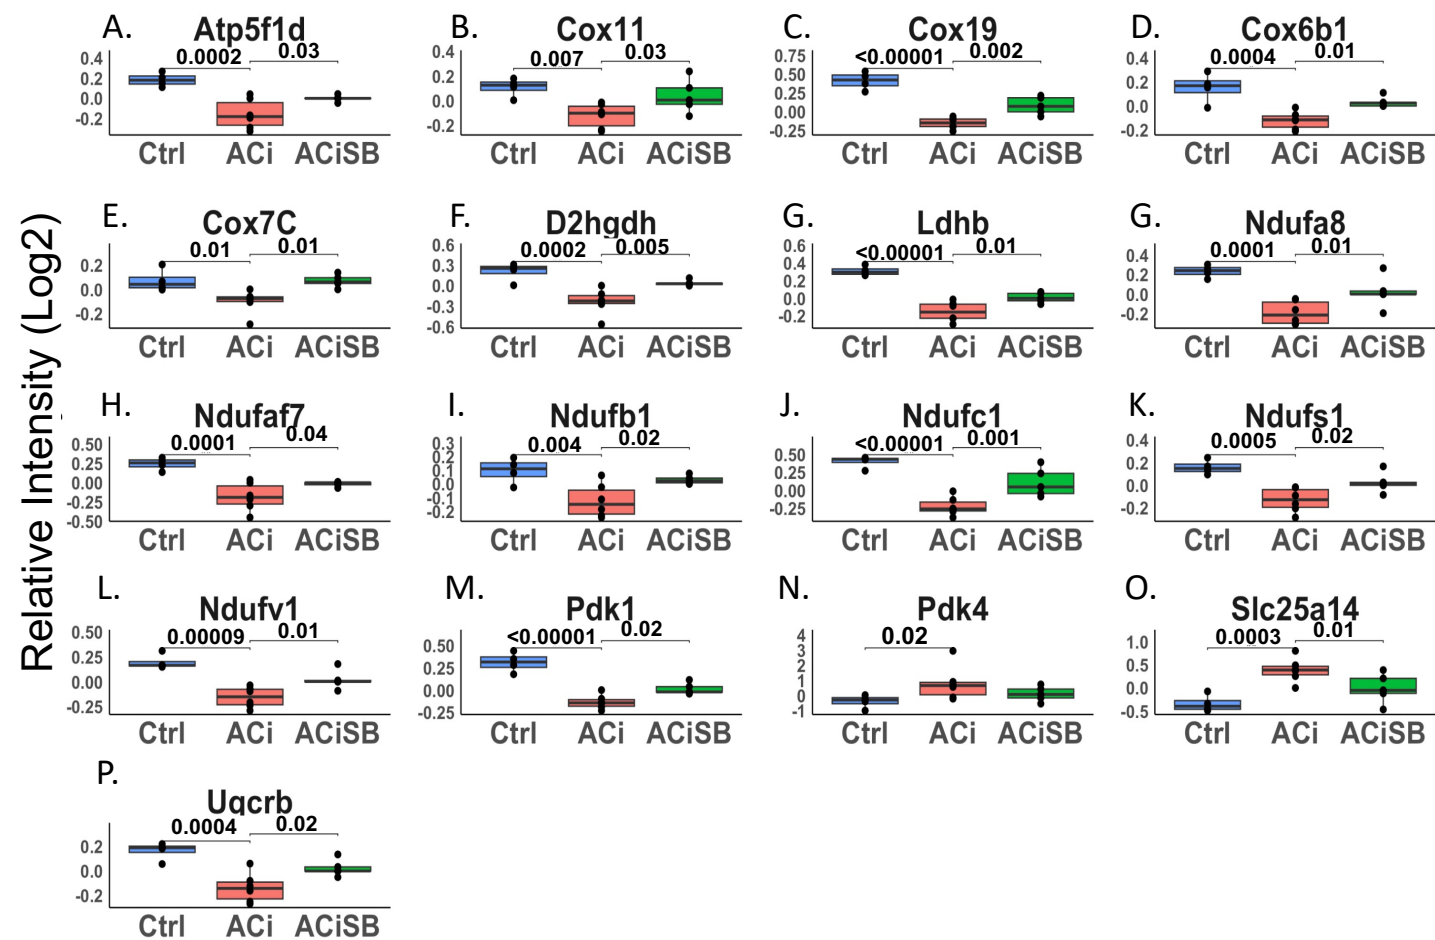 Relative Intensity (Log2)
A. Atp5f1d
0.0002 0.03
0.4
0.2
0.0
-0.2
Ctrl ACi ACiSB
B. Cox11
0.007 0.03
0.4
0.2
0.0
-0.2
Ctrl ACi ACiSB
C. Cox19
<0.00001 0.002
0.75
0.50
0.25
0.00
-0.25
Ctrl ACi ACiSB
D. Cox6b1
0.0004 0.01
0.4
0.2
0.0
-0.2
Ctrl ACi ACiSB
E. Cox7C
0.01 0.01
0.2
0.0
-0.2
Ctrl ACi ACiSB
F. D2hgdh
0.0002 0.005
0.6
0.3
0.0
-0.3
-0.6
Ctrl ACi ACiSB
G. Ldhb
<0.00001 0.01
0.6
0.4
0.2
0.0
-0.2
Ctrl ACi ACiSB
G. Ndufa8
0.0001 0.01
0.4
0.2
0.0
-0.2
Ctrl ACi ACiSB
H. Ndufaf7
0.0001 0.04
0.50
0.25
0.00
-0.25
-0.50
Ctrl ACi ACiSB
I. Ndufb1
0.004 0.02
0.3
0.2
0.1
0.0
-0.1
-0.2
Ctrl ACi ACiSB
J. Ndufc1
<0.00001 0.001
0.50
0.25
0.00
-0.25
Ctrl ACi ACiSB
K. Ndufs1
0.0005 0.02
0.4
0.2
0.0
-0.2
Ctrl ACi ACiSB
L. Ndufv1
0.00009 0.01
0.50
0.25
0.00
-0.25
Ctrl ACi ACiSB
M. Pdk1
<0.00001 0.02
0.50
0.25
0.00
-0.25
Ctrl ACi ACiSB
N. Pdk4
0.02
4
3
2
1
0
-1
Ctrl ACi ACiSB
O. Slc25a14
0.0003 0.01
1.0
0.5
0.0
-0.5
Ctrl ACi ACiSB
P. Uqcrb
0.0004 0.02
0.2
0.0
-0.2
Ctrl ACi ACiSB